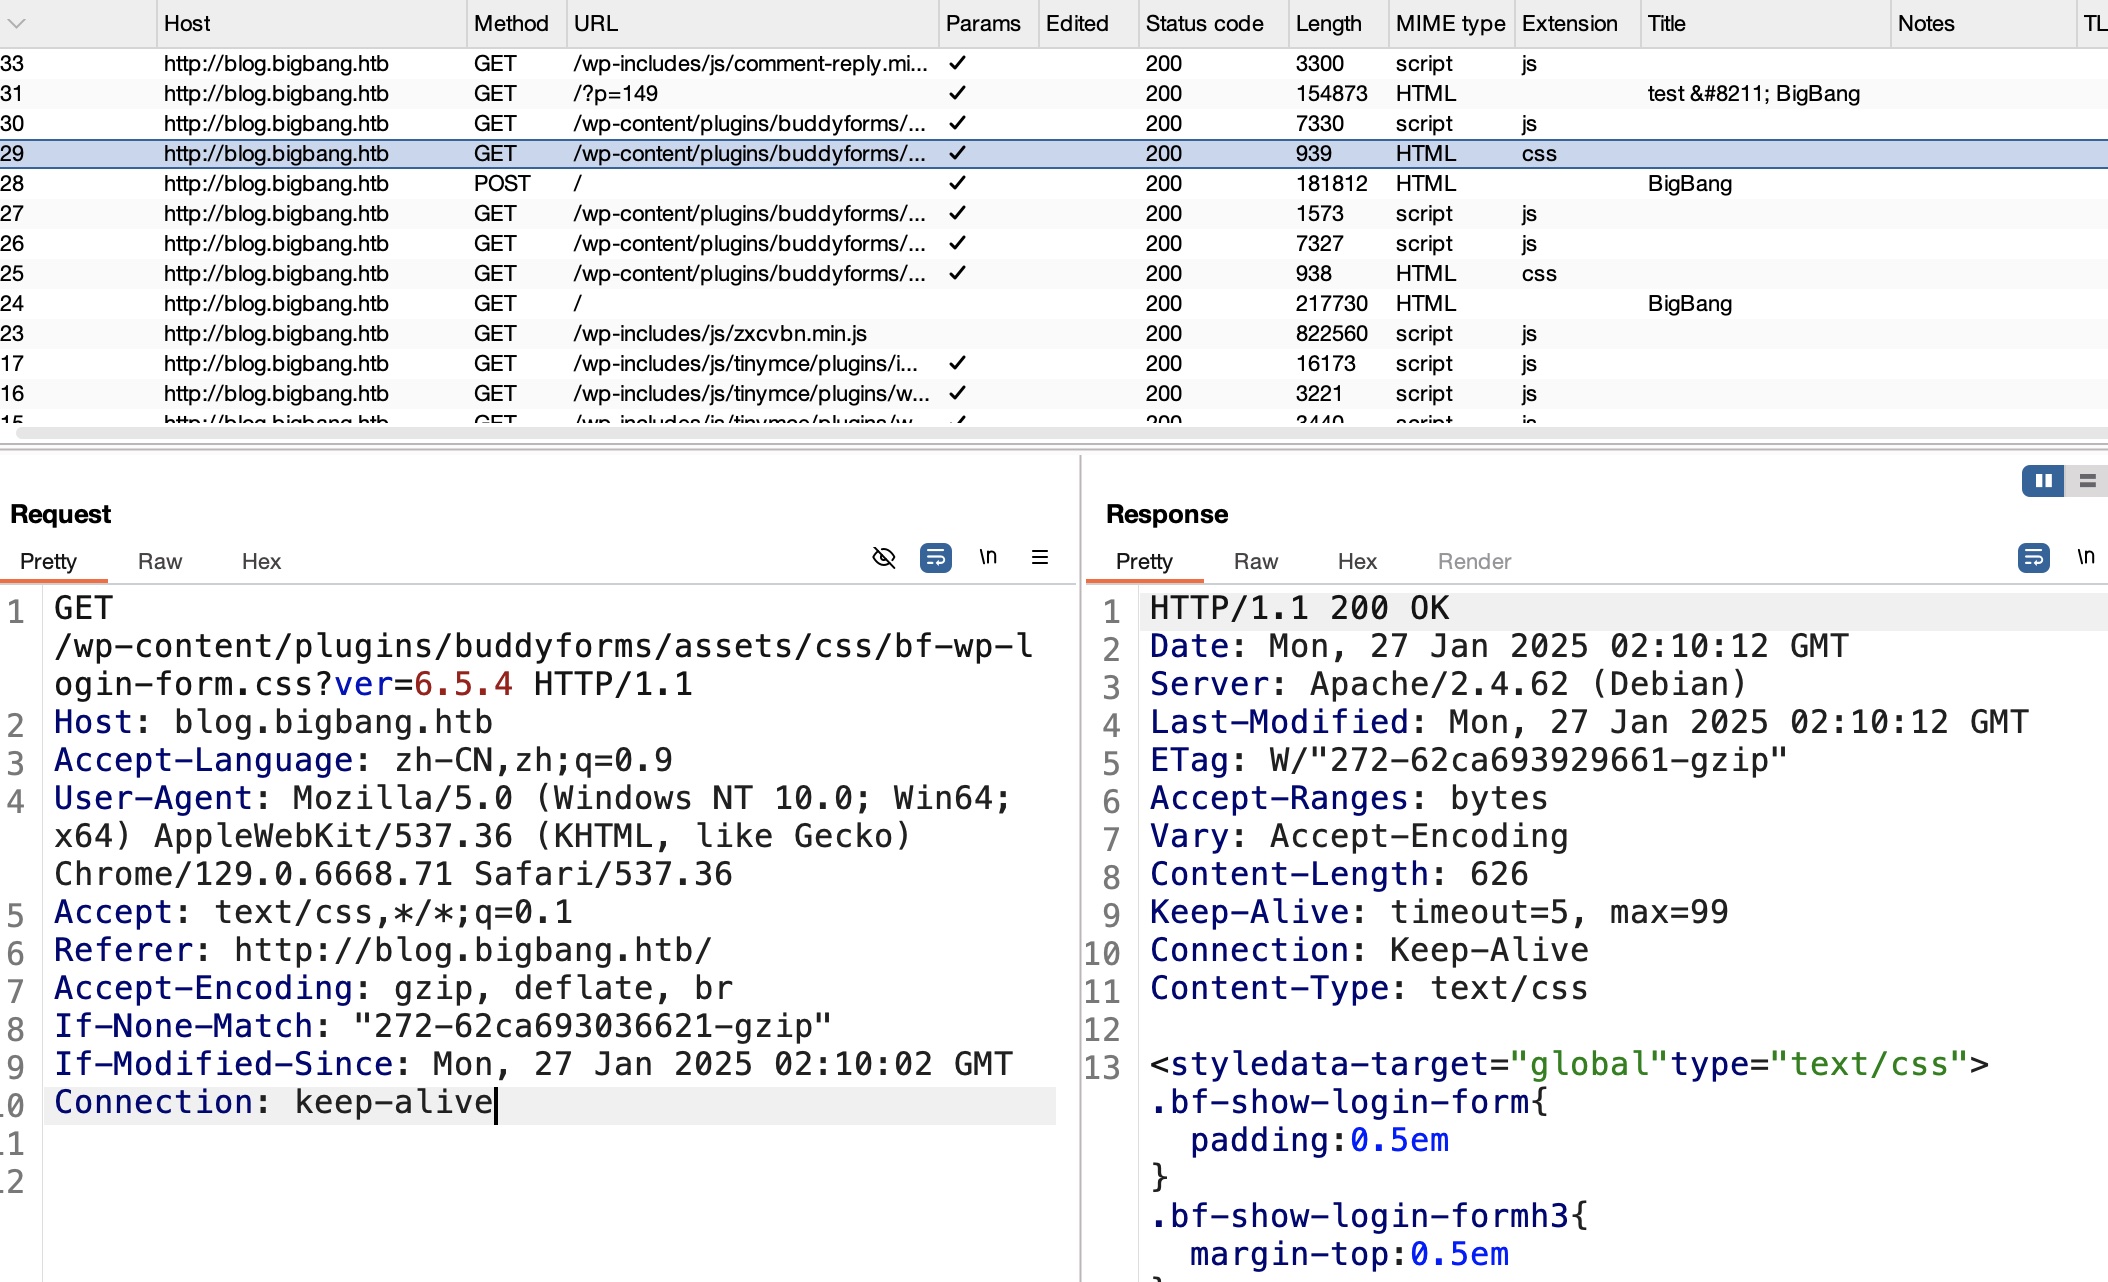 Host Method URL Params Edited Status code Length MIME type Extension Title Notes TL
33 http://blog.bigbang.htb GET /wp-includes/js/comment-reply.mi... ✓ 200 3300 script js
31 http://blog.bigbang.htb GET /?p=149 ✓ 200 154873 HTML test &#8211; BigBang
30 http://blog.bigbang.htb GET /wp-content/plugins/buddyforms/... ✓ 200 7330 script js
29 http://blog.bigbang.htb GET /wp-content/plugins/buddyforms/... ✓ 200 939 HTML css
28 http://blog.bigbang.htb POST / ✓ 200 181812 HTML BigBang
27 http://blog.bigbang.htb GET /wp-content/plugins/buddyforms/... ✓ 200 1573 script js
26 http://blog.bigbang.htb GET /wp-content/plugins/buddyforms/... ✓ 200 7327 script js
25 http://blog.bigbang.htb GET /wp-content/plugins/buddyforms/... ✓ 200 938 HTML css
24 http://blog.bigbang.htb GET / 200 217730 HTML BigBang
23 http://blog.bigbang.htb GET /wp-includes/js/zxcvbn.min.js 200 822560 script js
17 http://blog.bigbang.htb GET /wp-includes/js/tinymce/plugins/i... ✓ 200 16173 script js
16 http://blog.bigbang.htb GET /wp-includes/js/tinymce/plugins/w... ✓ 200 3221 script js
15 http://blog.bigbang.htb GET /wp-includes/js/tinymce/plugins/w... ✓ 200 3440 script js
Request
Pretty Raw Hex \n
1 GET
/wp-content/plugins/buddyforms/assets/css/bf-wp-l
ogin-form.css?ver=6.5.4 HTTP/1.1
2 Host: blog.bigbang.htb
3 Accept-Language: zh-CN,zh;q=0.9
4 User-Agent: Mozilla/5.0 (Windows NT 10.0; Win64;
x64) AppleWebKit/537.36 (KHTML, like Gecko)
Chrome/129.0.6668.71 Safari/537.36
5 Accept: text/css,*/*;q=0.1
6 Referer: http://blog.bigbang.htb/
7 Accept-Encoding: gzip, deflate, br
8 If-None-Match: "272-62ca693036621-gzip"
9 If-Modified-Since: Mon, 27 Jan 2025 02:10:02 GMT
10 Connection: keep-alive
11
12
Response
Pretty Raw Hex Render \n
1 HTTP/1.1 200 OK
2 Date: Mon, 27 Jan 2025 02:10:12 GMT
3 Server: Apache/2.4.62 (Debian)
4 Last-Modified: Mon, 27 Jan 2025 02:10:12 GMT
5 ETag: W/"272-62ca693929661-gzip"
6 Accept-Ranges: bytes
7 Vary: Accept-Encoding
8 Content-Length: 626
9 Keep-Alive: timeout=5, max=99
10 Connection: Keep-Alive
11 Content-Type: text/css
12
13 <styledata-target="global"type="text/css">
.bf-show-login-form{
padding:0.5em
}
.bf-show-login-formh3{
margin-top:0.5em